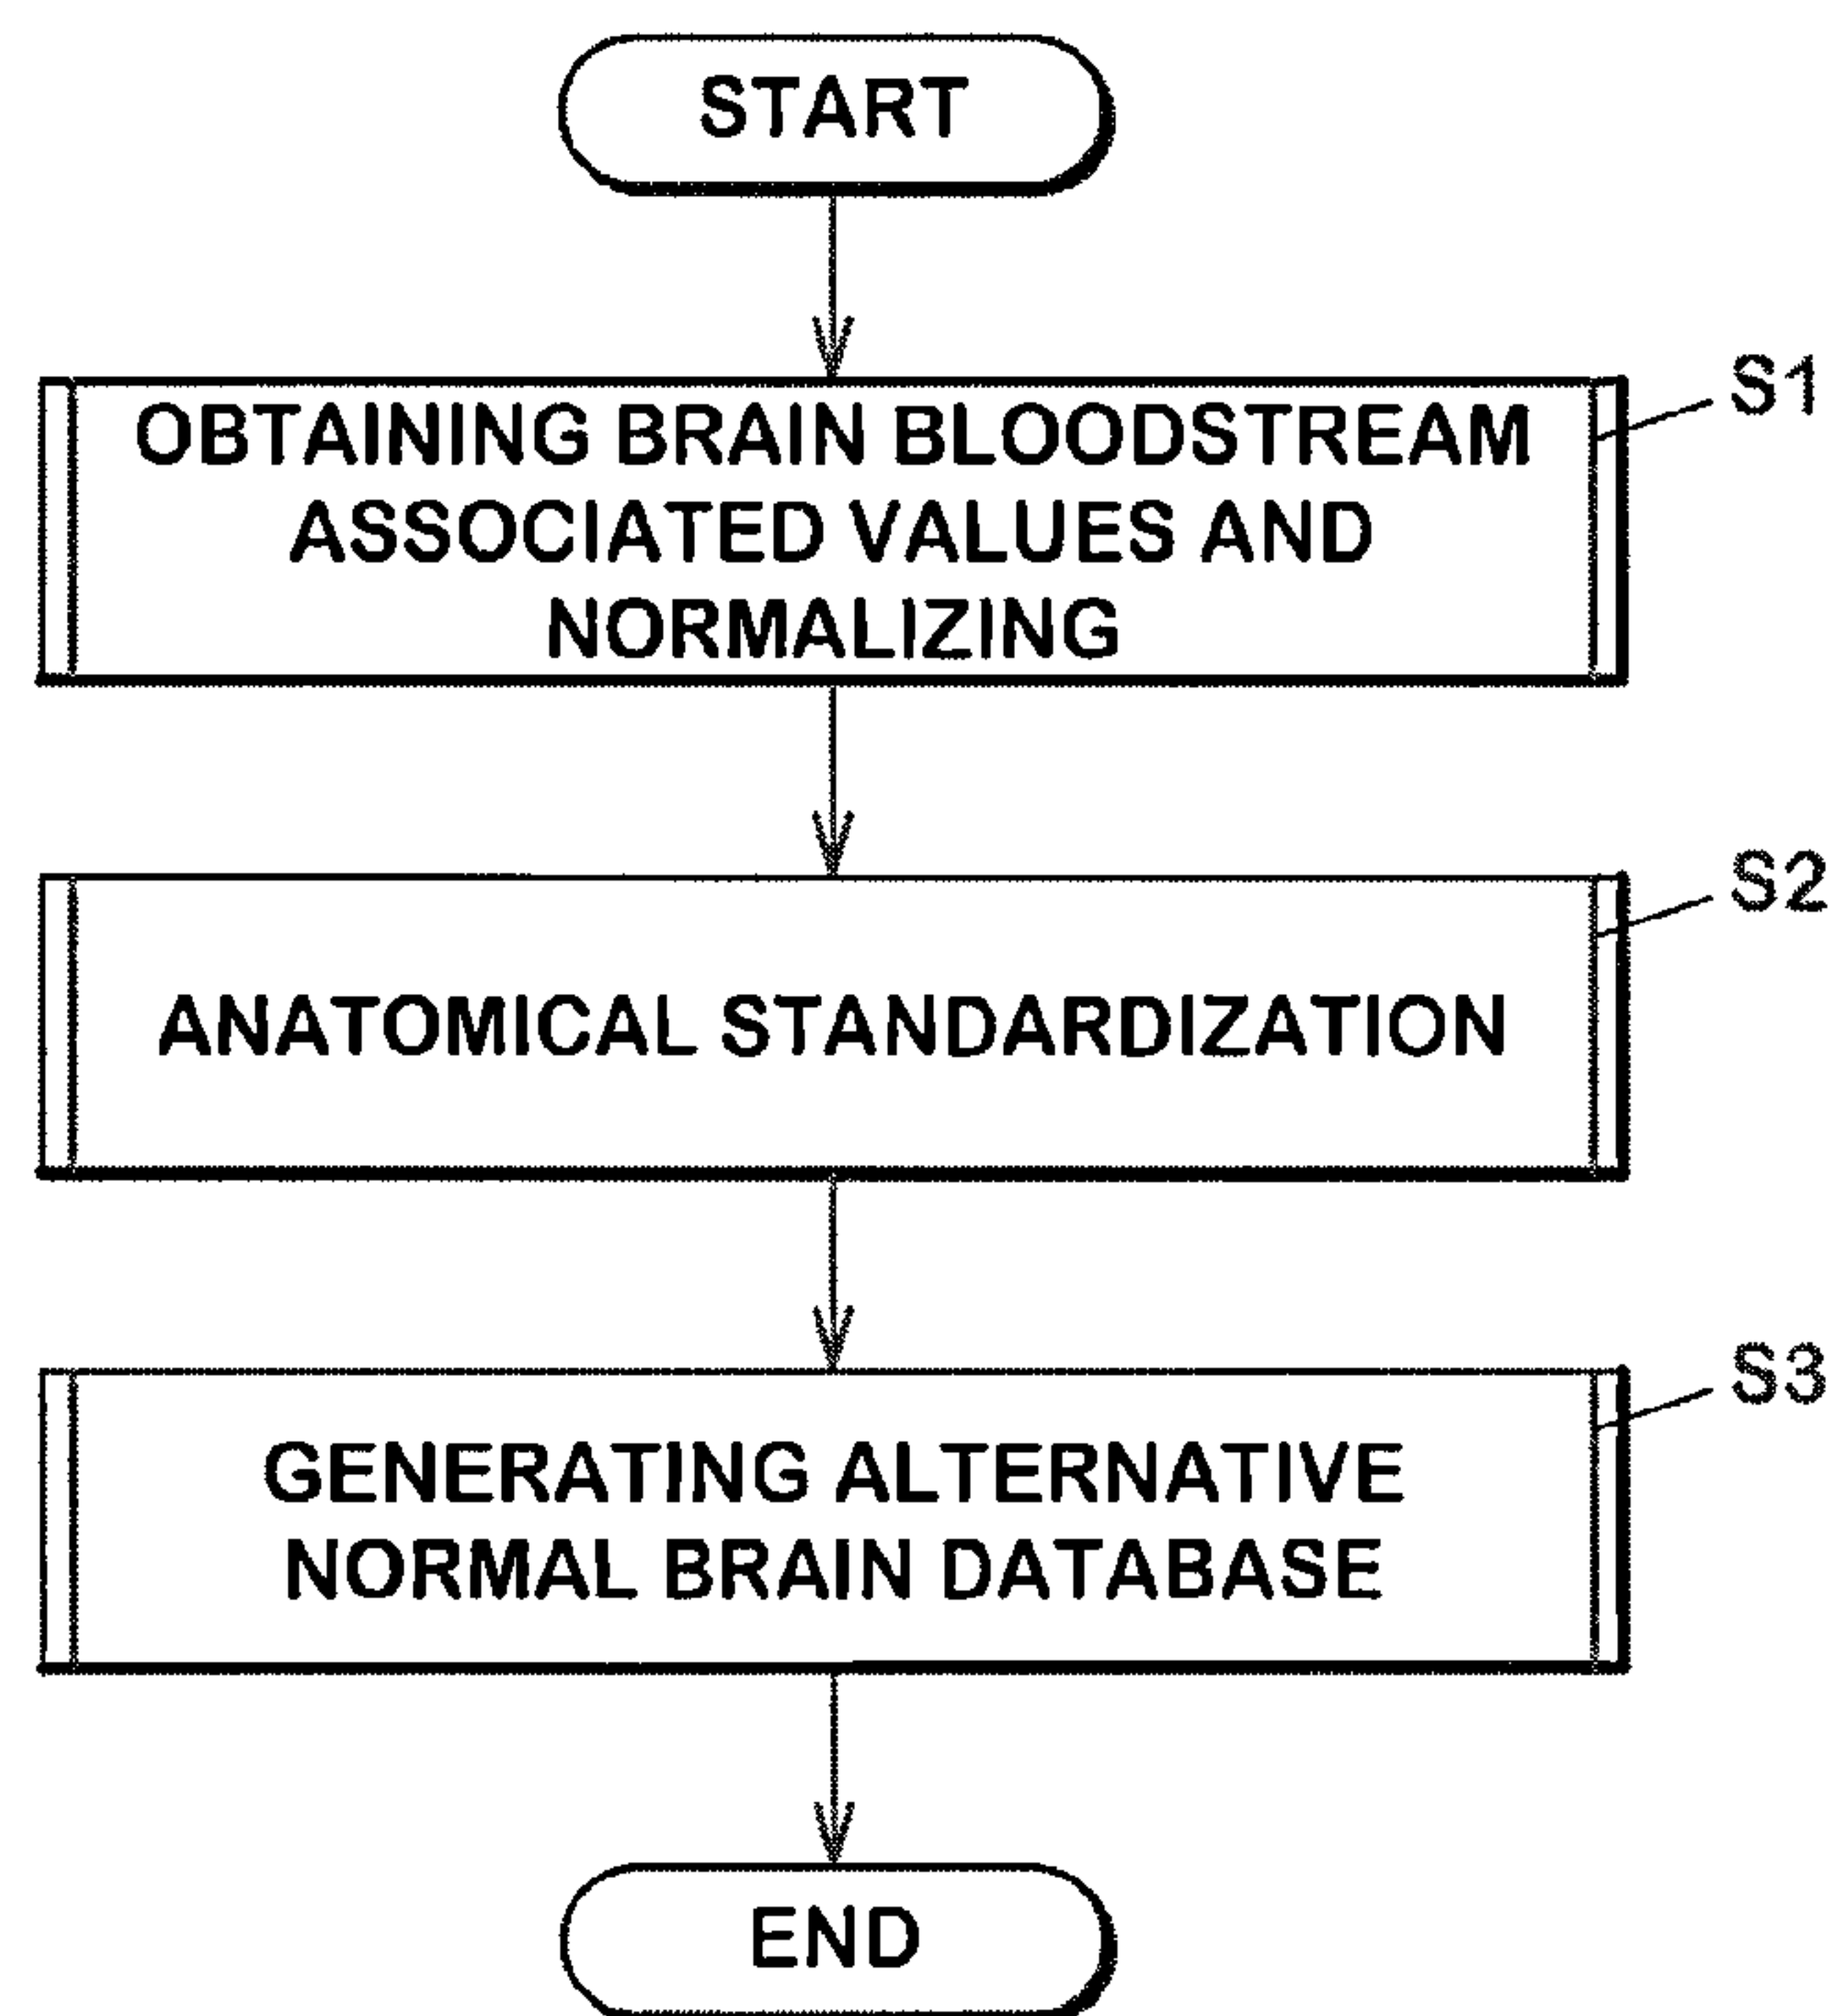 START
S1
OBTAINING BRAIN BLOODSTREAM
ASSOCIATED VALUES AND
NORMALIZING
S2
ANATOMICAL STANDARDIZATION
S3
GENERATING ALTERNATIVE
NORMAL BRAIN DATABASE
END